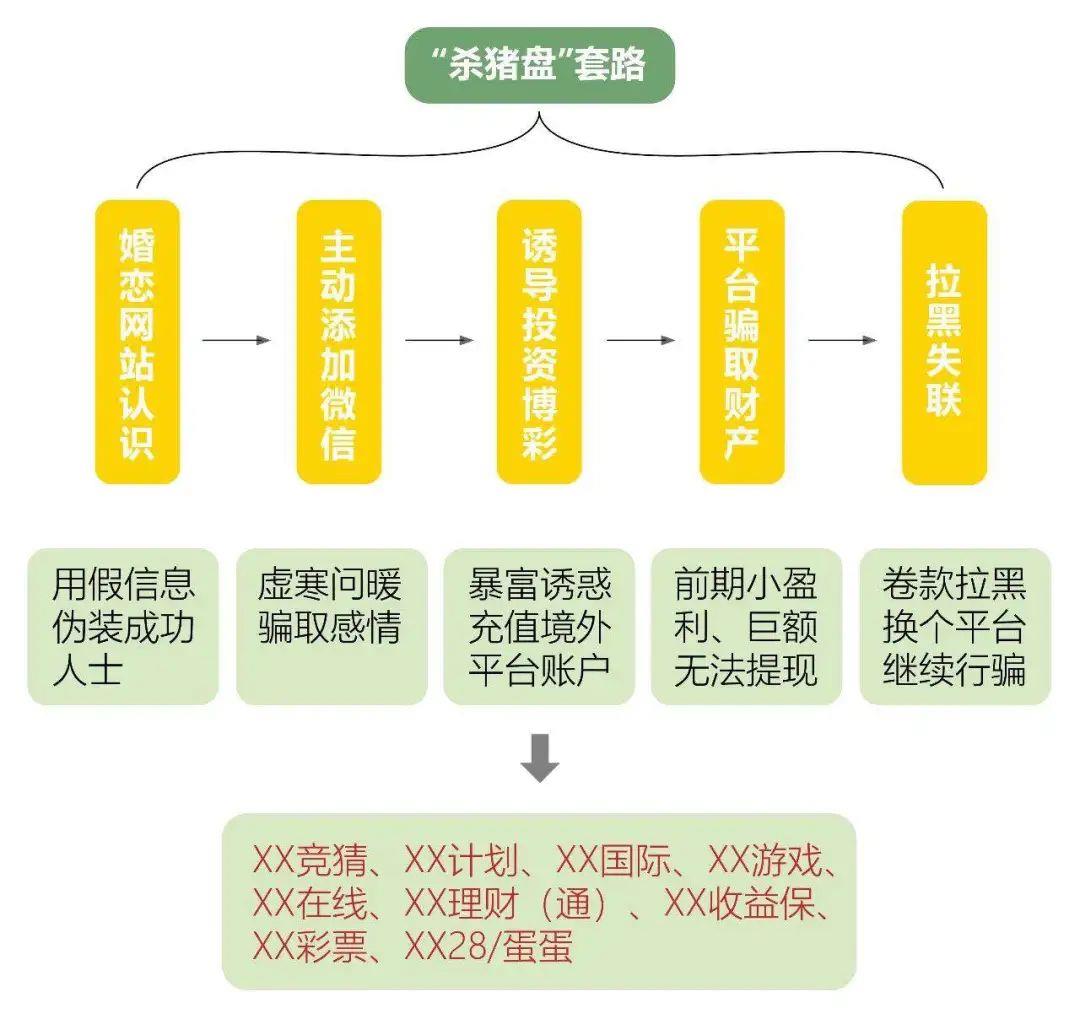 “杀猪盘”套路
婚恋网站认识
主动添加微信
诱导投资博彩
平台骗取财产
拉黑失联
用假信息
伪装成功
人士
虚寒问暖
骗取感情
暴富诱惑
充值境外
平台账户
前期小盈
利、巨额
无法提现
卷款拉黑
换个平台
继续行骗
XX竞猜、XX计划、XX国际、XX游戏、
XX在线、XX理财（通）、XX收益保、
XX彩票、XX28/蛋蛋